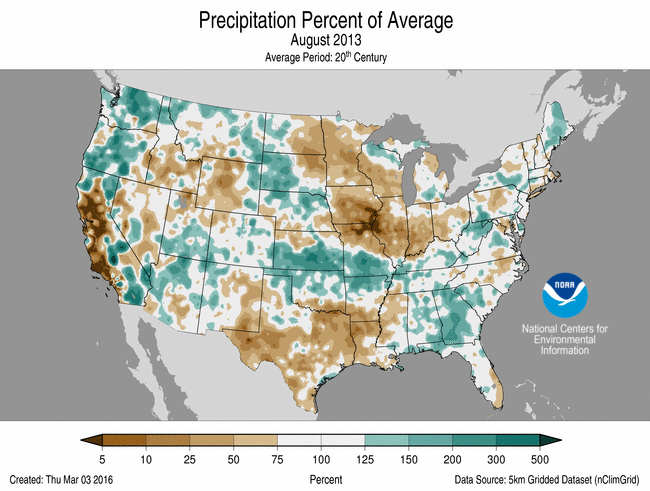 Precipitation Percent of Average
August 2013
Average Period: 20th Century
NOAA
National Centers for
Environmental
Information
5 10 25 50 75 100 125 150 200 300 500
Created: Thu Mar 03 2016 Percent Data Source: 5km Gridded Dataset (nClimGrid)